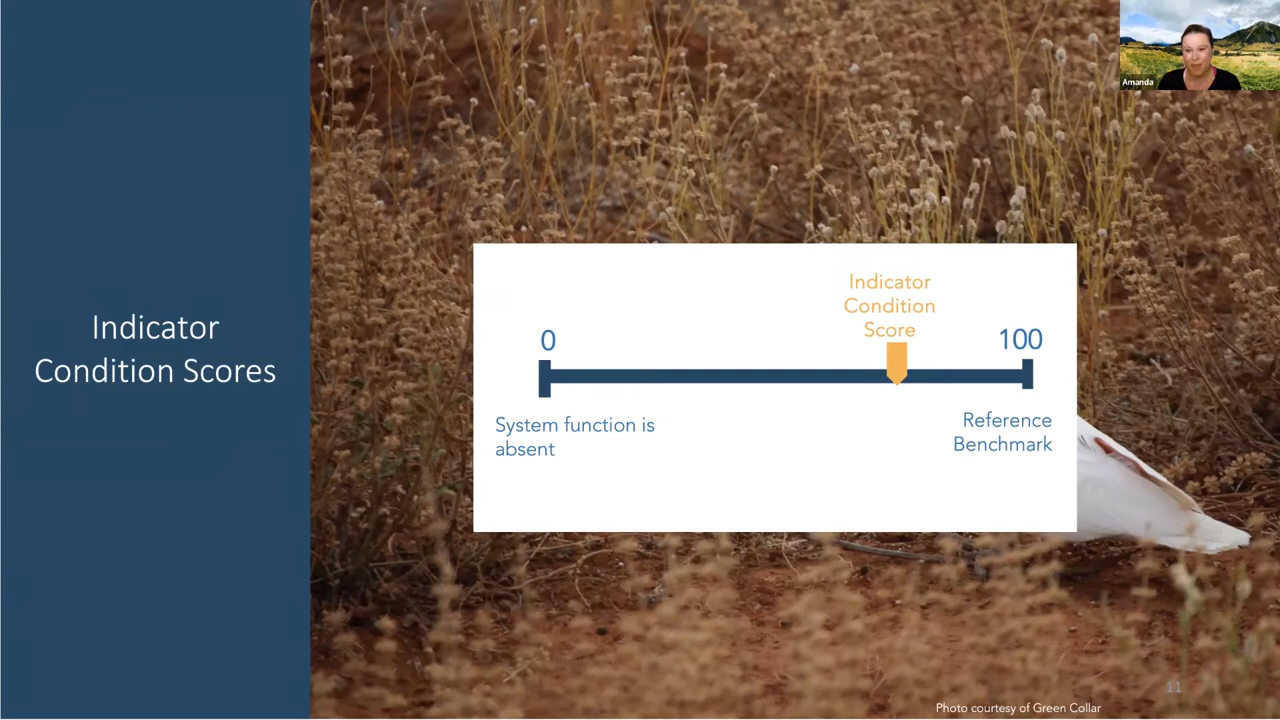 Indicator
Condition Scores
Indicator
Condition
Score
0
100
System function is
absent
Reference
Benchmark
Amanda
11
Photo courtesy of Green Collar